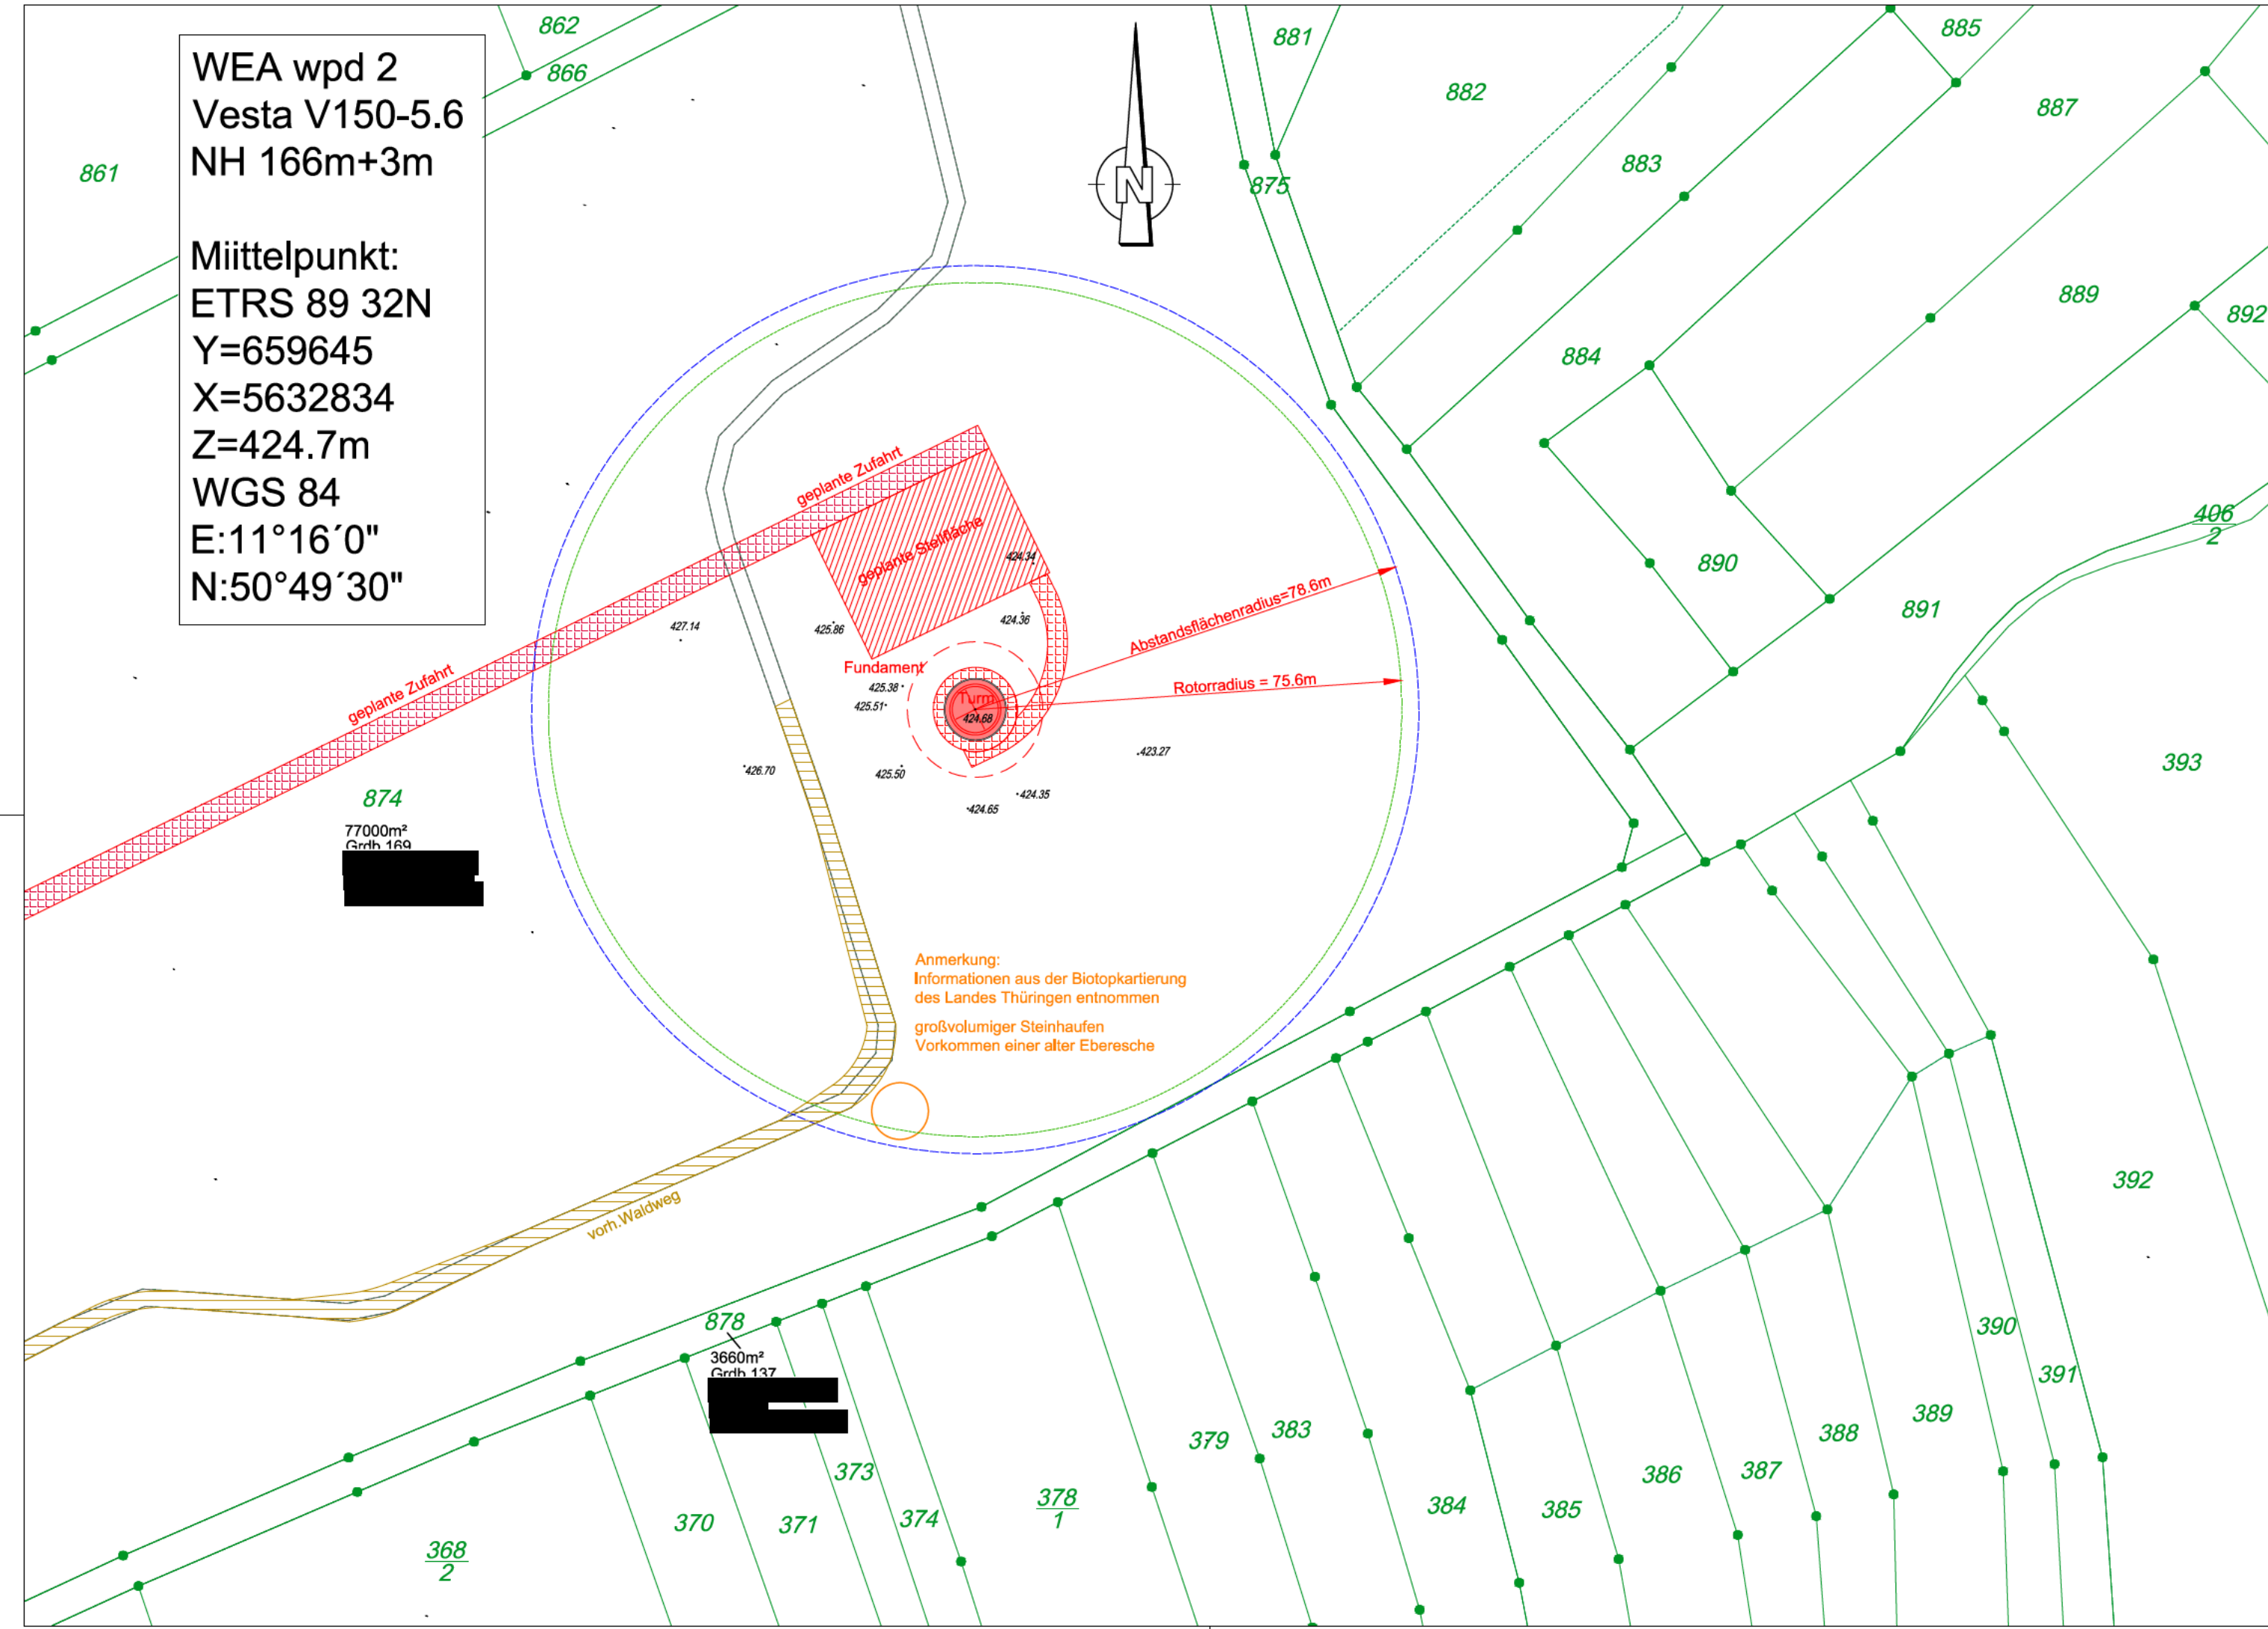 WEA wpd 2
Vesta V150-5.6
NH 166m+3m
Miittelpunkt:
ETRS 89 32N
Y=659645
X=5632834
Z=424.7m
WGS 84
E:11°16´0"
N:50°49´30"
862
866
861
N
881
882
875
883
885
887
884
889
892
406
2
890
891
393
392
geplante Zufahrt
geplante Stellfläche
424.34
424.36
425.86
427.14
Fundament
425.38
425.51
Turm
424.68
Abstandsflächenradius=78.6m
Rotorradius = 75.6m
geplante Zufahrt
426.70
425.50
423.27
424.35
424.65
874
77000m²
Grdb 169
Anmerkung:
Informationen aus der Biotopkartierung
des Landes Thüringen entnommen
großvolumiger Steinhaufen
Vorkommen einer alter Eberesche
vorh.Waldweg
878
3660m²
Grdb 137
368
2
370
371
373
374
378
1
379
383
384
385
386
387
388
389
390
391